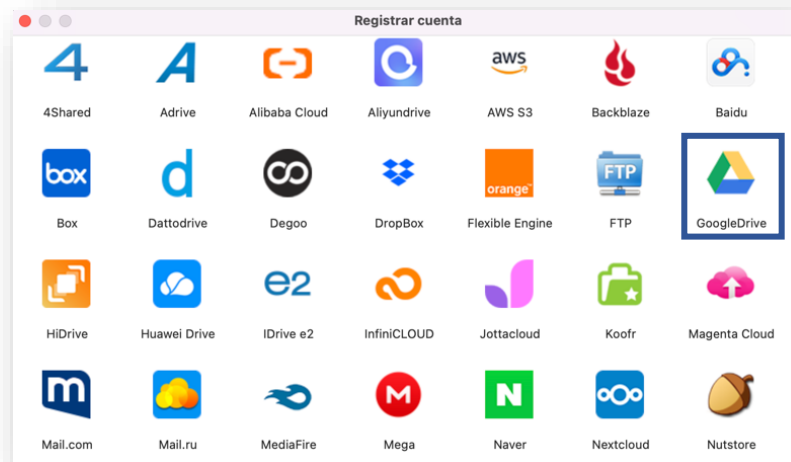 Registrar cuenta
aws
4Shared Adrive Alibaba Cloud Aliyundrive AWS S3 Backblaze Baidu
box orange FTP
Box Dattodrive Degoo DropBox Flexible Engine FTP GoogleDrive
e2
HiDrive Huawei Drive IDrive e2 InfiniCLOUD Jottacloud Koofr Magenta Cloud
m M N
Mail.com Mail.ru MediaFire Mega Naver Nextcloud Nutstore